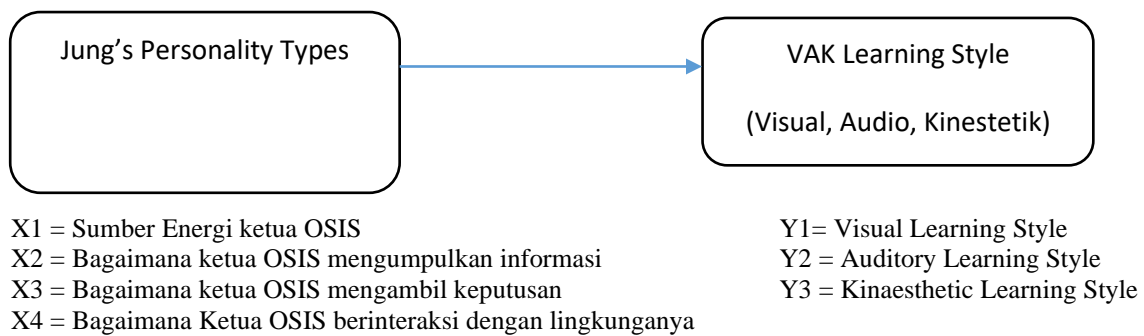 Jung’s Personality Types
VAK Learning Style
(Visual, Audio, Kinestetik)
X1 = Sumber Energi ketua OSIS
X2 = Bagaimana ketua OSIS mengumpulkan informasi
X3 = Bagaimana ketua OSIS mengambil keputusan
X4 = Bagaimana Ketua OSIS berinteraksi dengan lingkunganya
Y1= Visual Learning Style
Y2 = Auditory Learning Style
Y3 = Kinaesthetic Learning Style